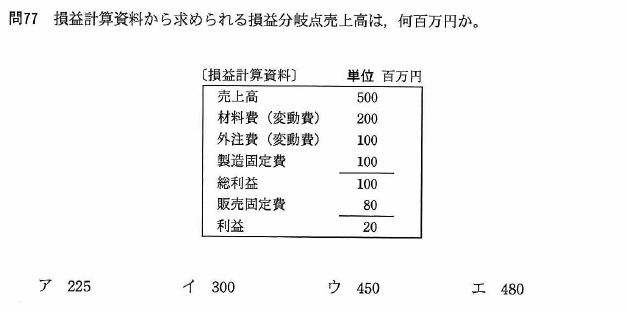 問77 損益計算資料から求められる損益分岐点売上高は，何百万円か。
〔損益計算資料〕 単位 百万円
売上高 500
材料費（変動費） 200
外注費（変動費） 100
製造固定費 100
総利益 100
販売固定費 80
利益 20
ア 225 イ 300 ウ 450 エ 480